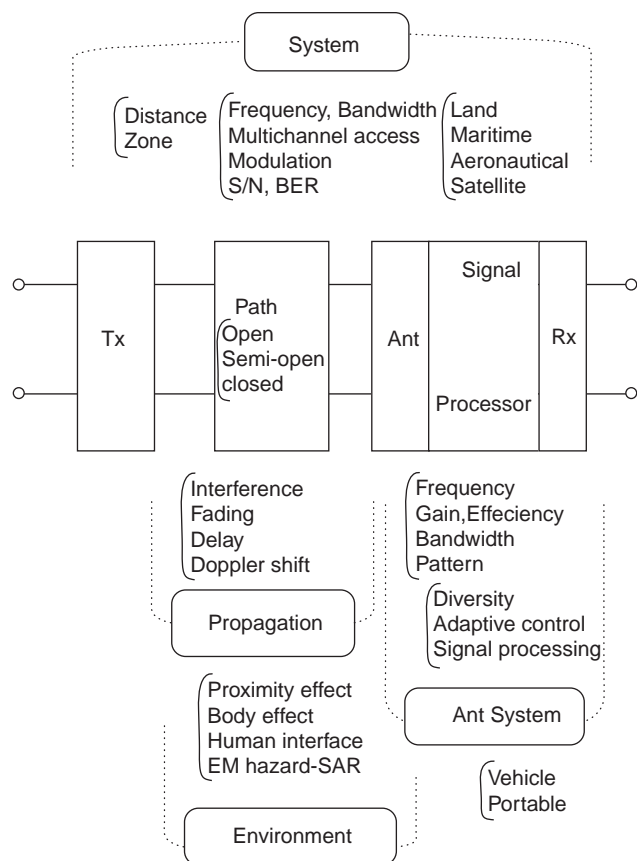 System
Distance
Zone
Frequency, Bandwidth
Multichannel access
Modulation
S/N, BER
Land
Maritime
Aeronautical
Satellite
Tx
Path
Open
Semi-open
closed
Ant
Signal
Processor
Rx
Interference
Fading
Delay
Doppler shift
Propagation
Frequency
Gain,Effeciency
Bandwidth
Pattern
Diversity
Adaptive control
Signal processing
Ant System
Proximity effect
Body effect
Human interface
EM hazard-SAR
Environment
Vehicle
Portable